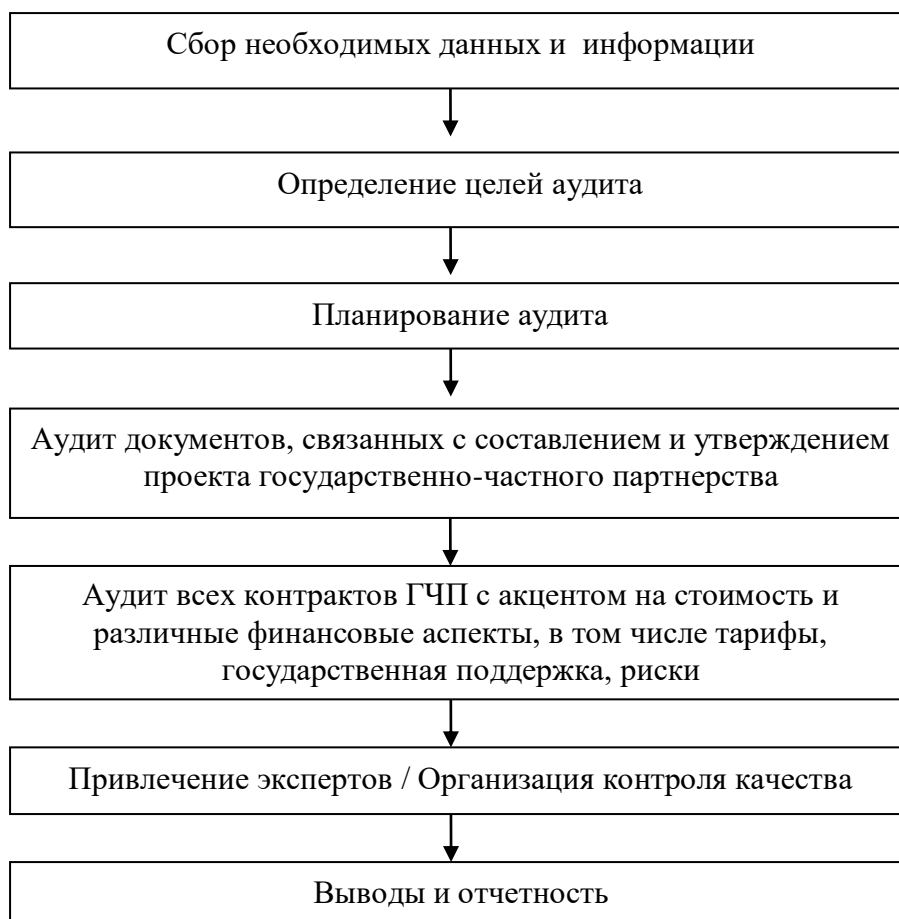 Сбор необходимых данных и информации
Определение целей аудита
Планирование аудита
Аудит документов, связанных с составлением и утверждением
проекта государственно-частного партнерства
Аудит всех контрактов ГЧП с акцентом на стоимость и
различные финансовые аспекты, в том числе тарифы,
государственная поддержка, риски
Привлечение экспертов / Организация контроля качества
Выводы и отчетность